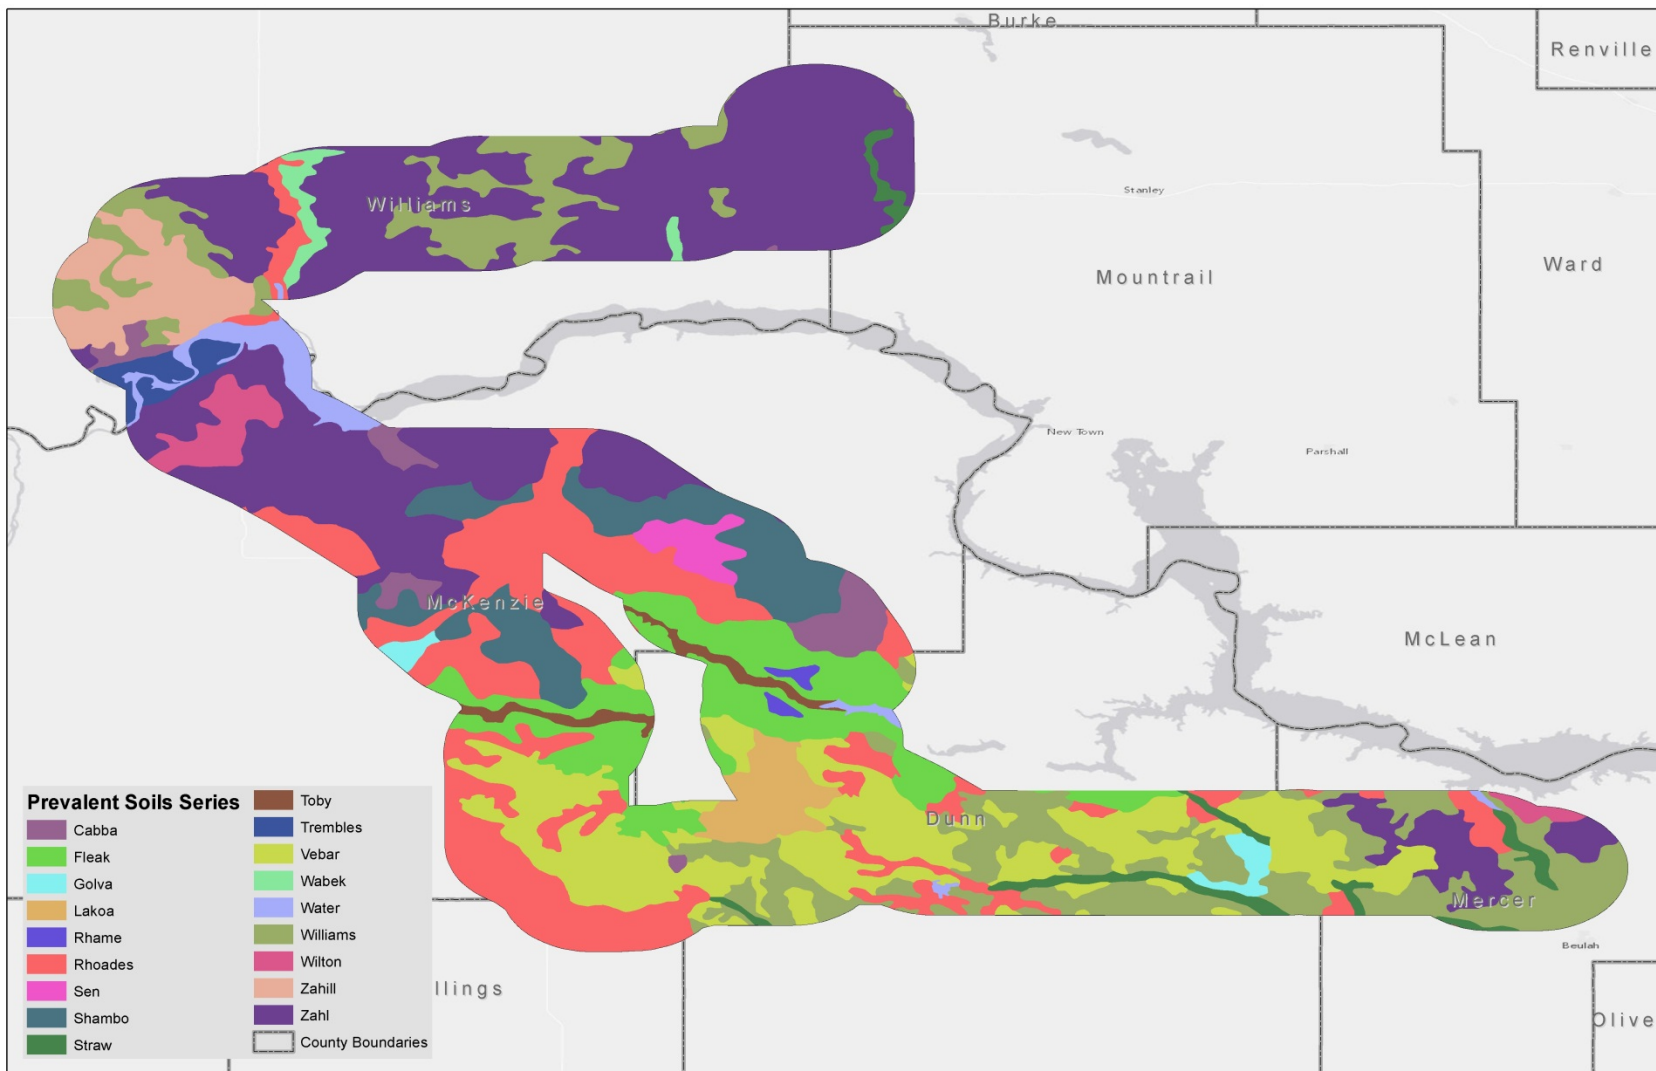 Burke
Renville
Stanley
Williams
Mountrail
Ward
New Town
Parshall
McKenzie
McLean
Dunn
Mercer
Beulah
llings
Olive
Prevalent Soils Series
Cabba
Fleak
Golva
Lakoa
Rhame
Rhoades
Sen
Shambo
Straw
Toby
Trembles
Vebar
Wabek
Water
Williams
Wilton
Zahill
Zahl
County Boundaries